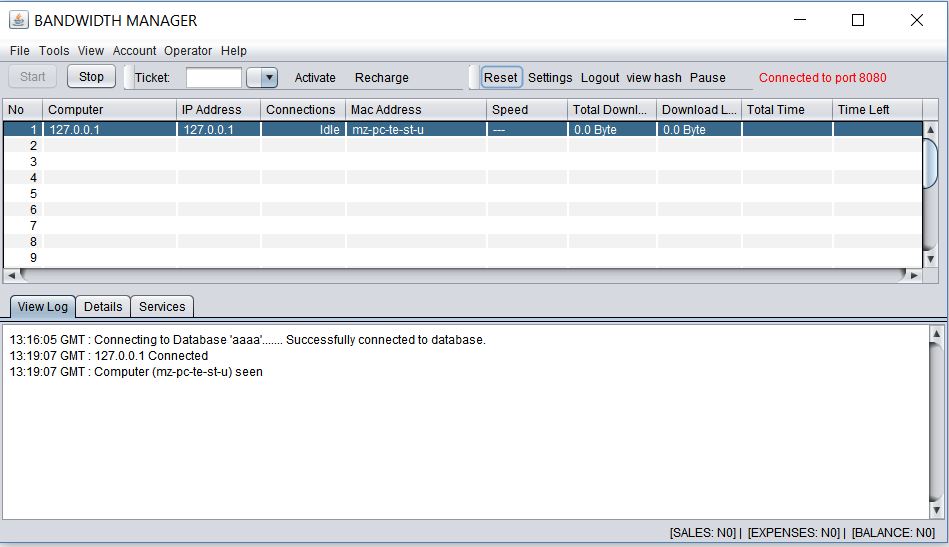 BANDWIDTH MANAGER
File Tools View Account Operator Help
Start Stop Ticket: Activate Recharge Reset Settings Logout view hash Pause Connected to port 8080
No Computer IP Address Connections Mac Address Speed Total Downl... Download L... Total Time Time Left
1 127.0.0.1 127.0.0.1 Idle mz-pc-te-st-u --- 0.0 Byte 0.0 Byte
2
3
4
5
6
7
8
9
View Log Details Services
13:16:05 GMT : Connecting to Database 'aaaa'....... Successfully connected to database.
13:19:07 GMT : 127.0.0.1 Connected
13:19:07 GMT : Computer (mz-pc-te-st-u) seen
[SALES: N0] | [EXPENSES: N0] | [BALANCE: N0]